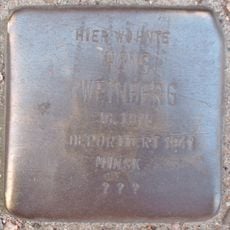 HIER WOHNTE
WEINBERG
DEPORTIERT 1941
MINSK
? ? ?